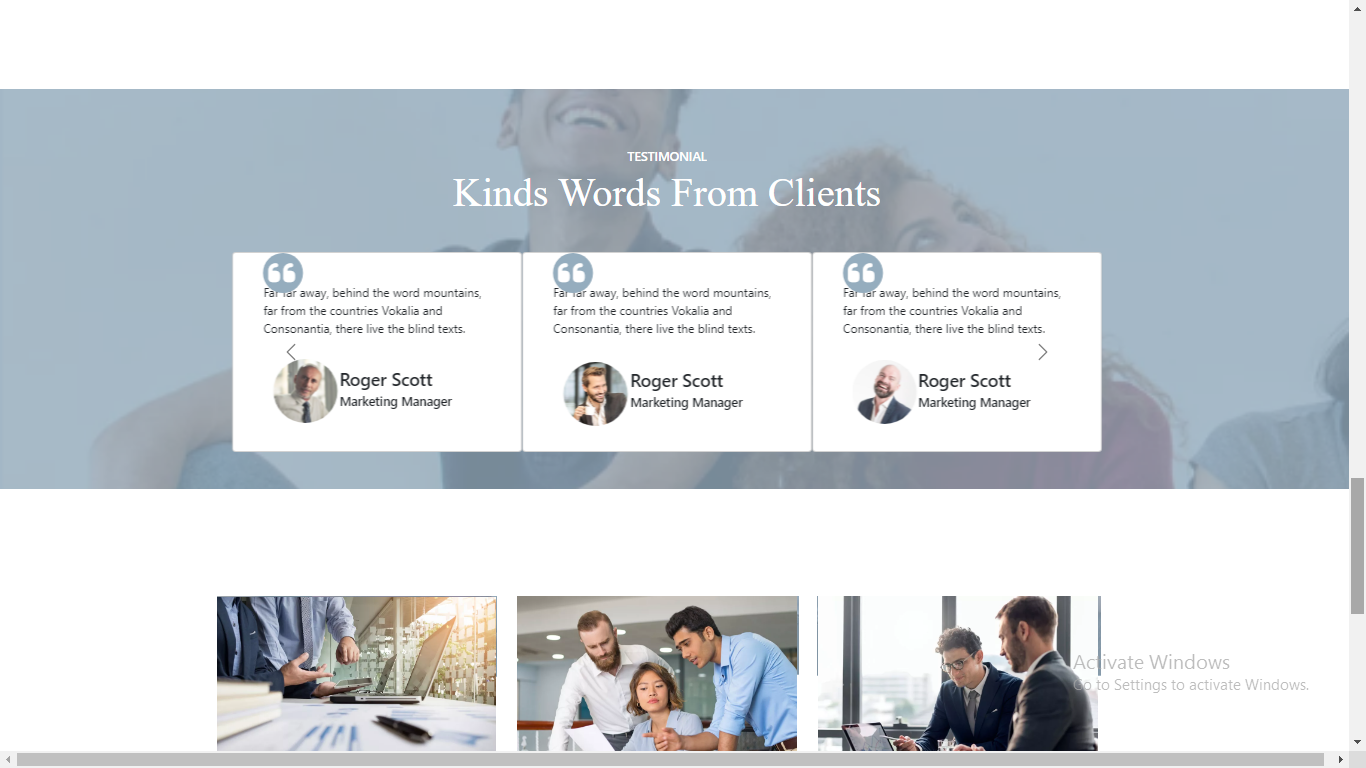 TESTIMONIAL
Kinds Words From Clients
Far far away, behind the word mountains,
far from the countries Vokalia and
Consonantia, there live the blind texts.
Roger Scott
Marketing Manager
Far far away, behind the word mountains,
far from the countries Vokalia and
Consonantia, there live the blind texts.
Roger Scott
Marketing Manager
Far far away, behind the word mountains,
far from the countries Vokalia and
Consonantia, there live the blind texts.
Roger Scott
Marketing Manager
Activate Windows
Go to Settings to activate Windows.